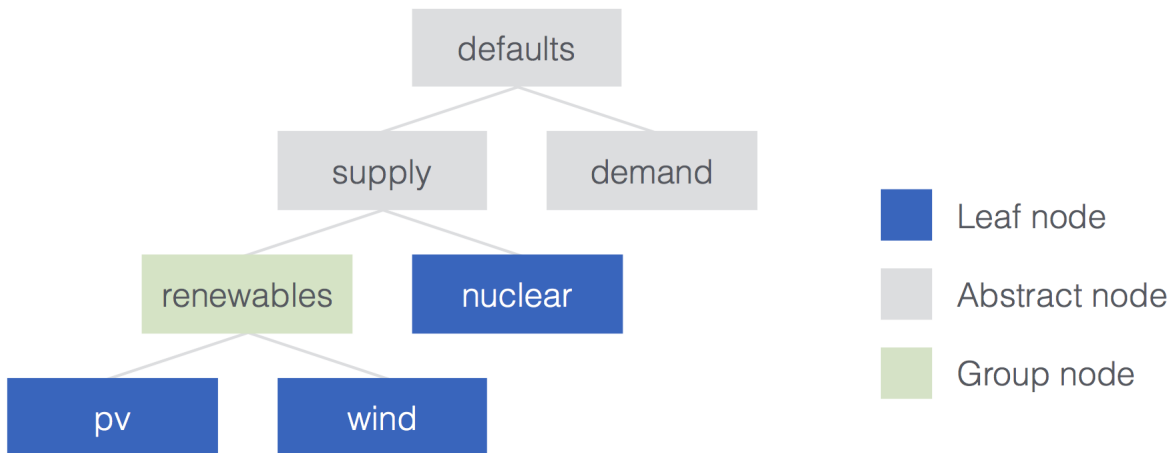 defaults
supply
demand
renewables
nuclear
pv
wind
Leaf node
Abstract node
Group node